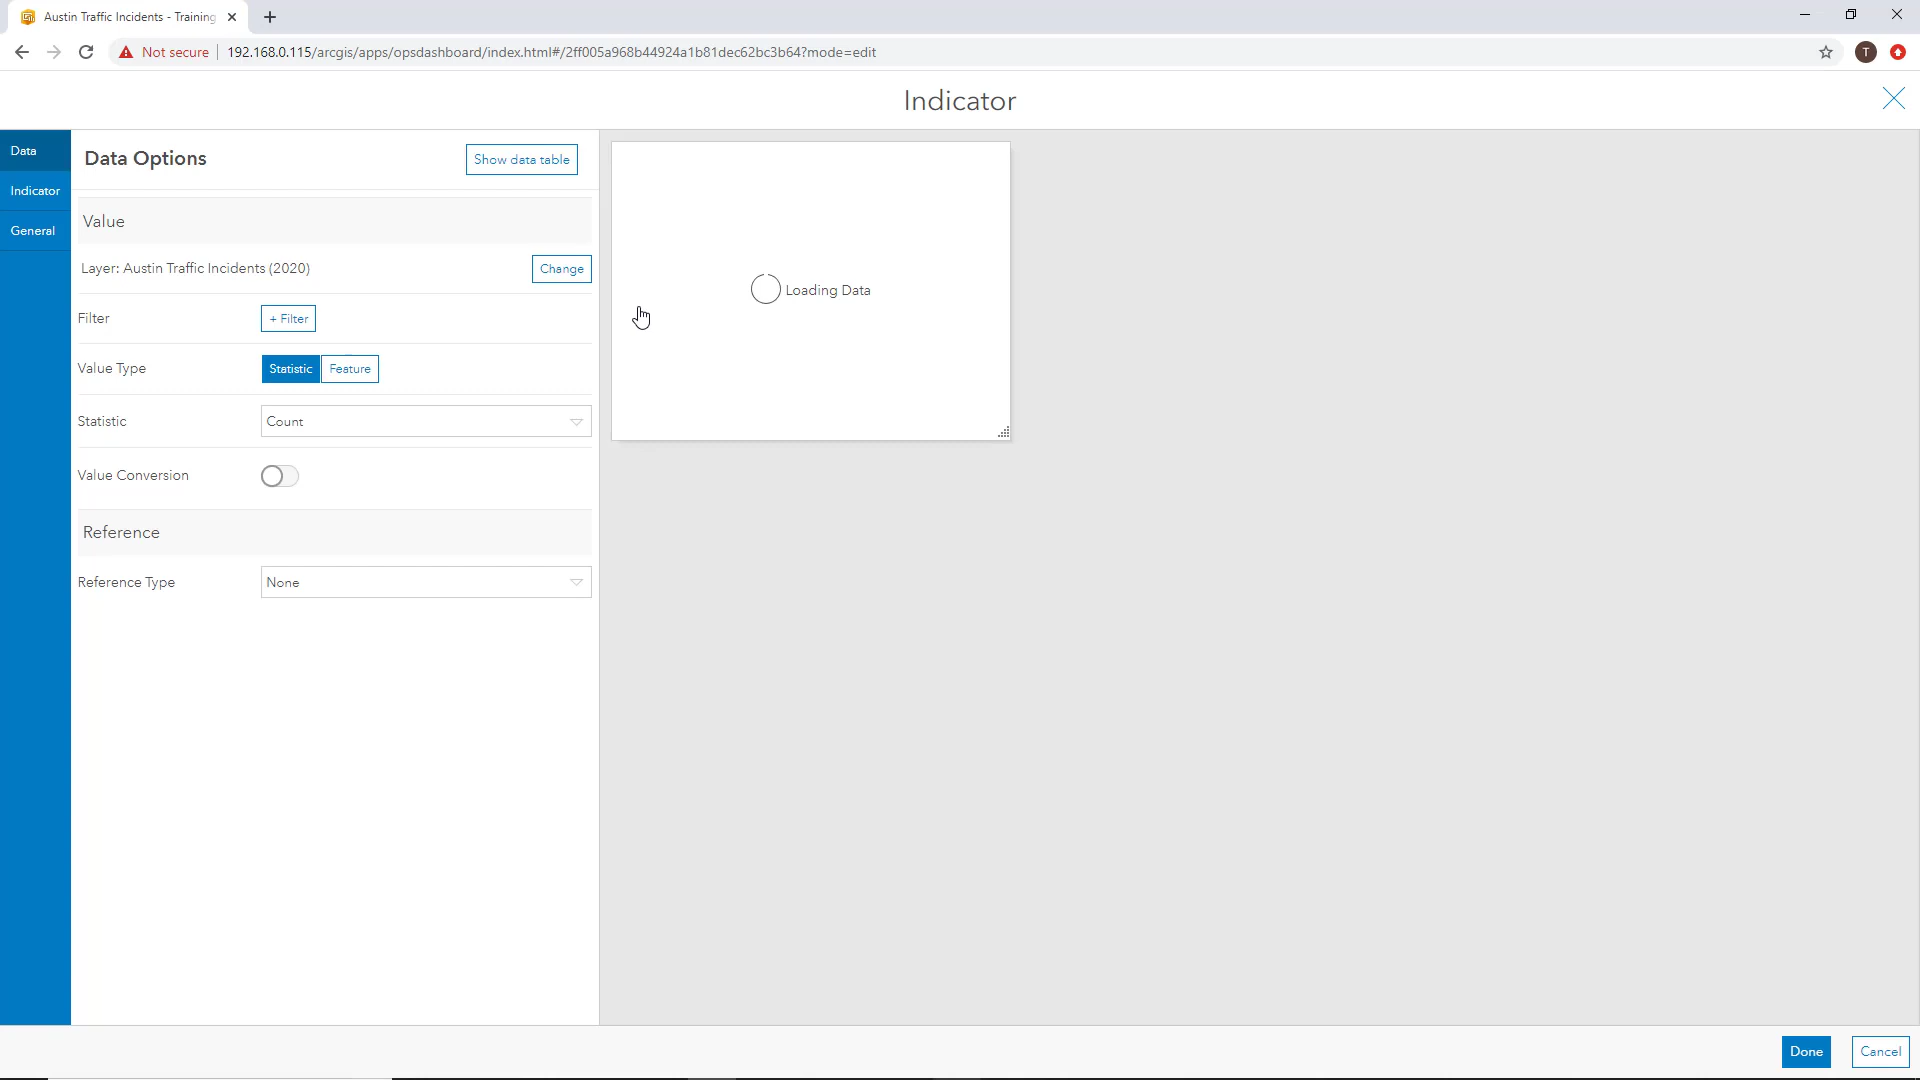 Austin Traffic Incidents - Training
Not secure
192.168.0.115/arcgis/apps/opsdashboard/index.html#/2ff005a968b44924a1b81dec62bc3b64?mode=edit
T
Indicator
Data
Indicator
General
Data Options
Show data table
Value
Layer: Austin Traffic Incidents (2020)
Change
Filter
+ Filter
Value Type
Statistic
Feature
Statistic
Count
Value Conversion
Reference
Reference Type
None
Loading Data
Done
Cancel